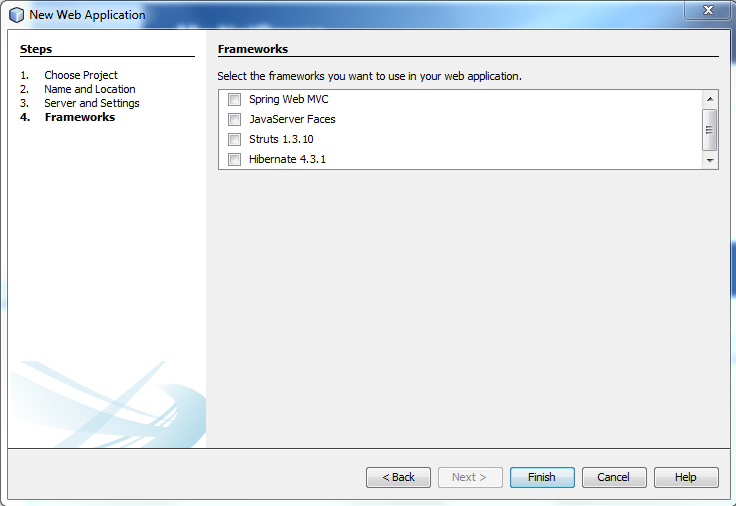 New Web Application
Steps
1. Choose Project
2. Name and Location
3. Server and Settings
4. Frameworks
Frameworks
Select the frameworks you want to use in your web application.
Spring Web MVC
JavaServer Faces
Struts 1.3.10
Hibernate 4.3.1
< Back
Next >
Finish
Cancel
Help